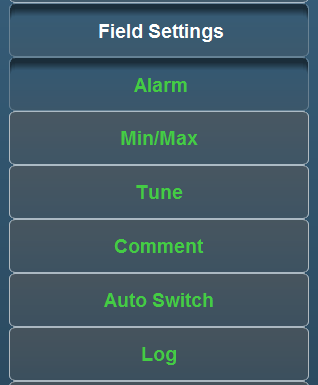 Field Settings
Alarm
Min/Max
Tune
Comment
Auto Switch
Log